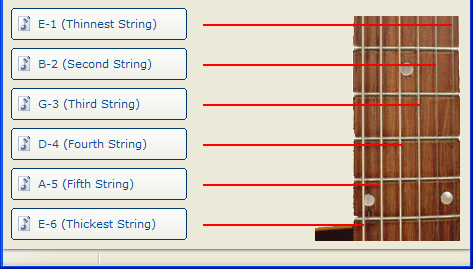 E-1 (Thinnest String)
B-2 (Second String)
G-3 (Third String)
D-4 (Fourth String)
A-5 (Fifth String)
E-6 (Thickest String)